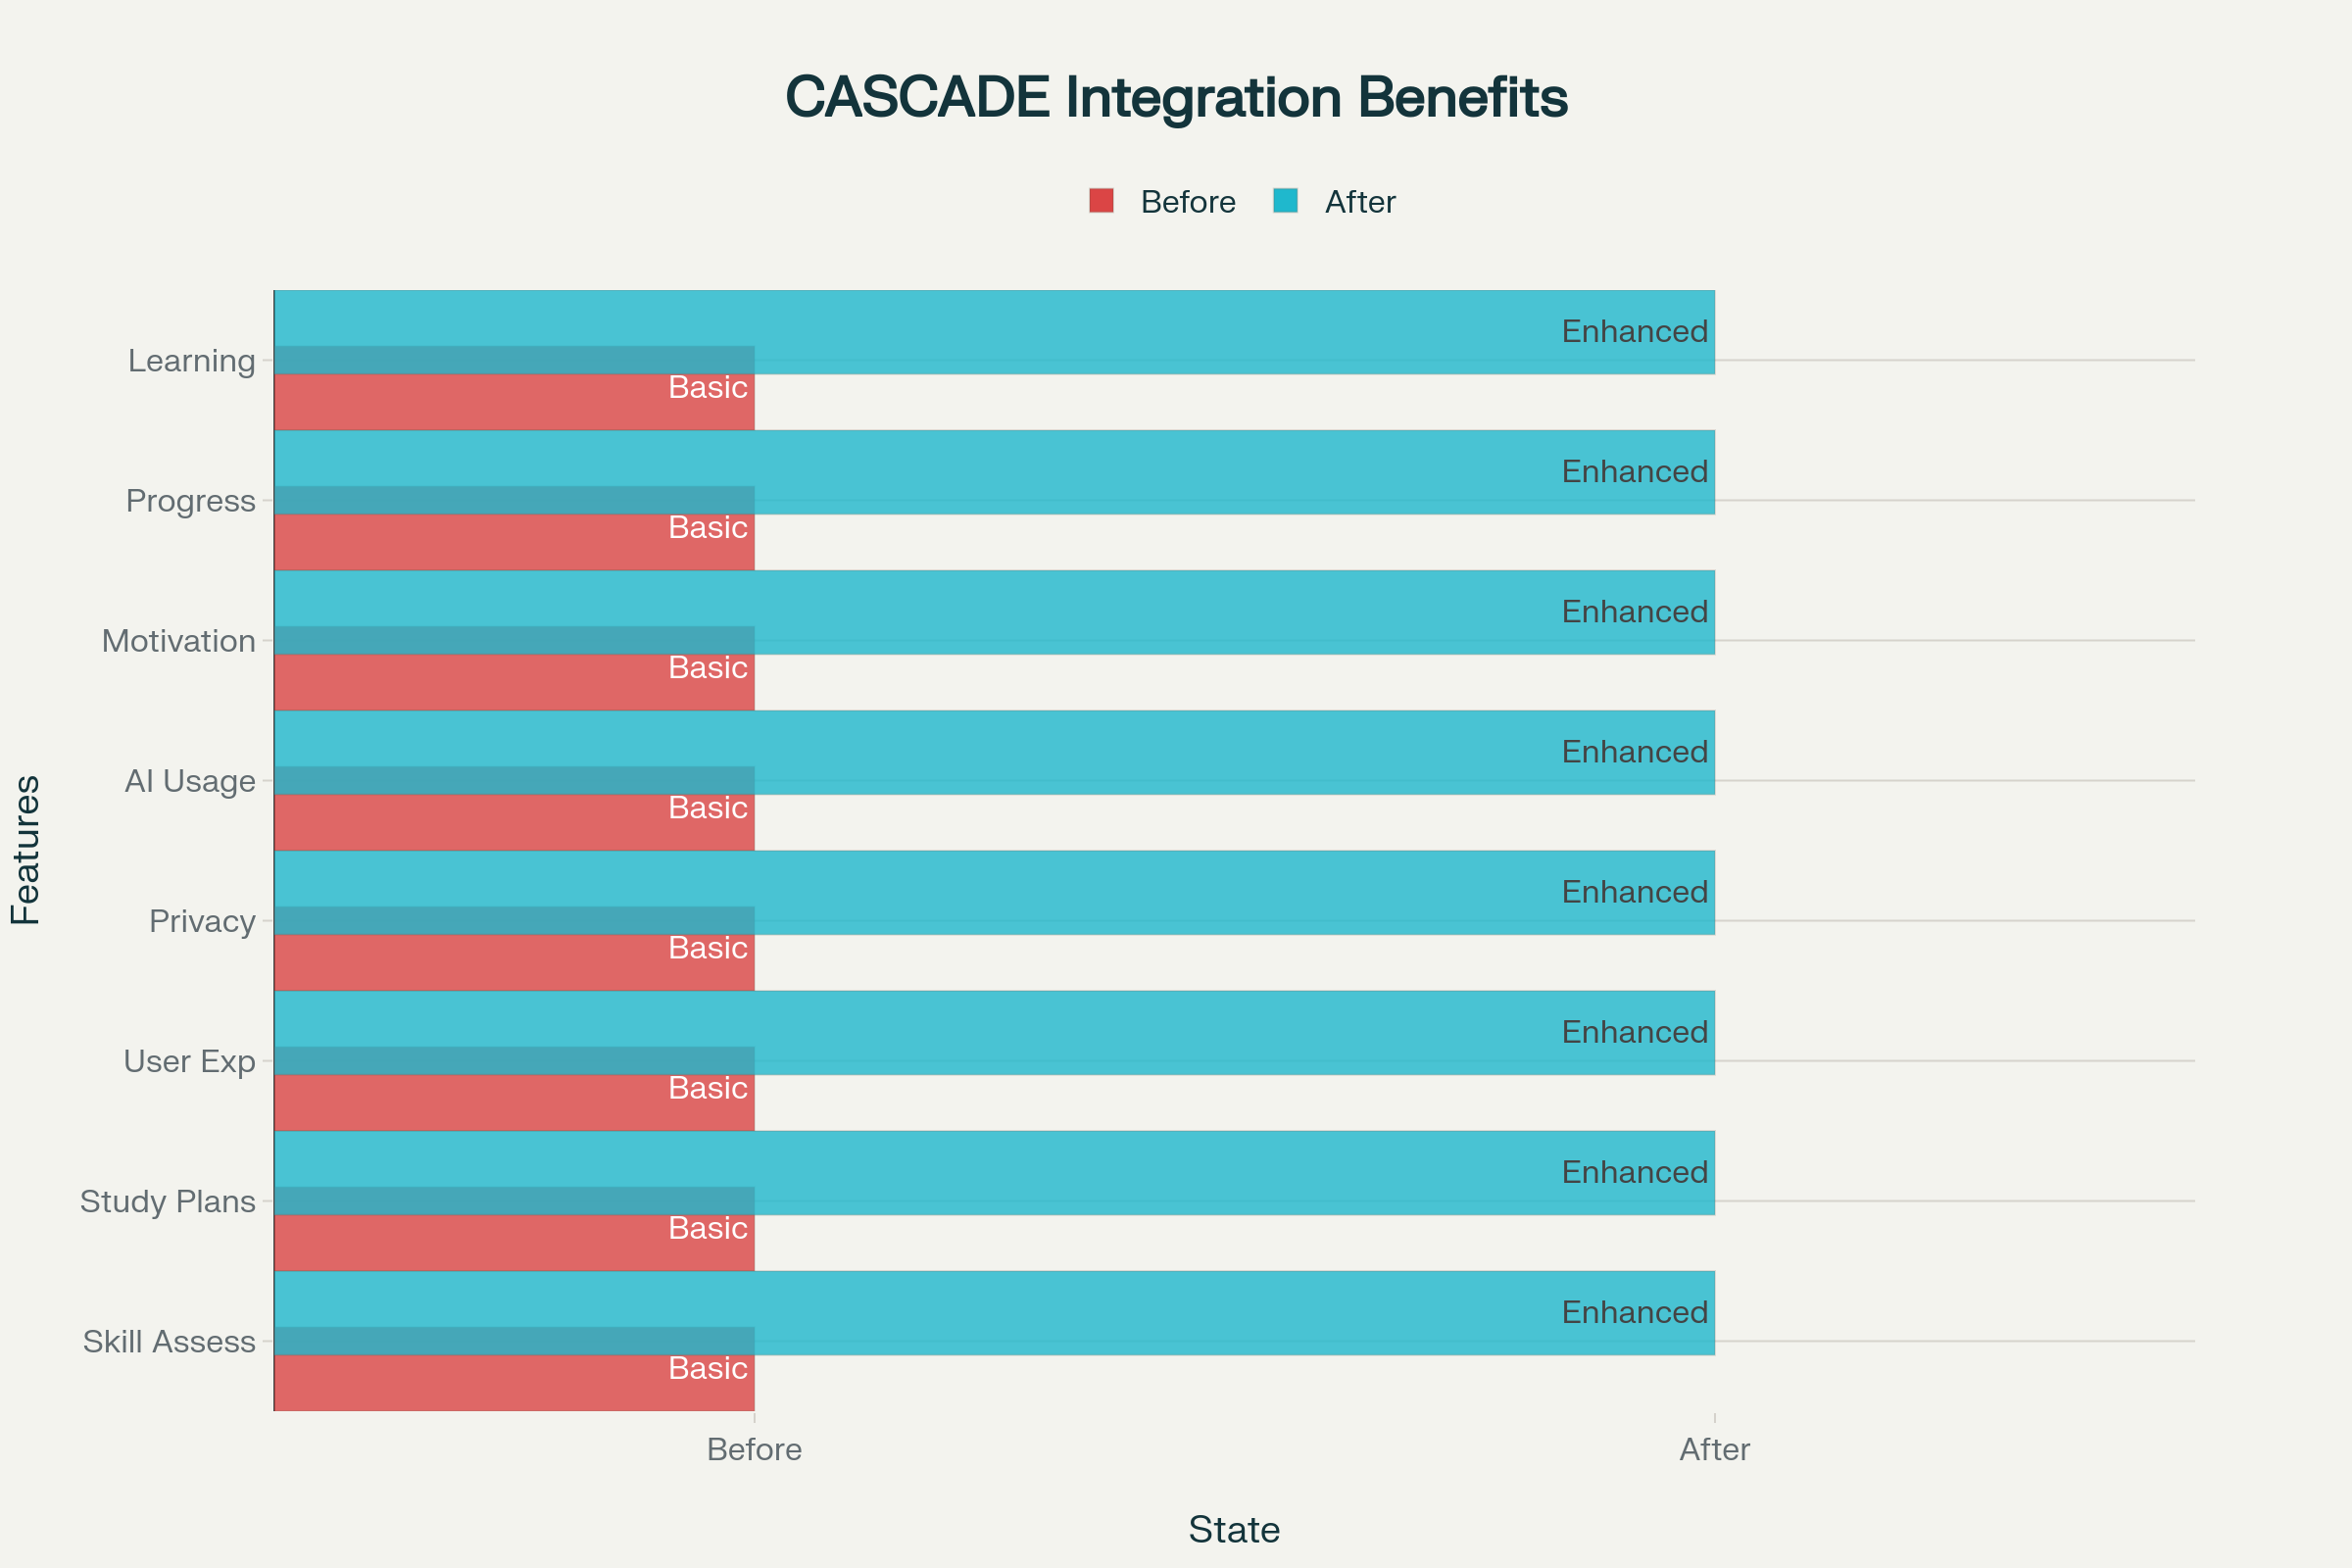 CASCADE Integration Benefits
Before
After
Features
Learning
Enhanced
Basic
Progress
Enhanced
Basic
Motivation
Enhanced
Basic
AI Usage
Enhanced
Basic
Privacy
Enhanced
Basic
User Exp
Enhanced
Basic
Study Plans
Enhanced
Basic
Skill Assess
Enhanced
Basic
Before
After
State